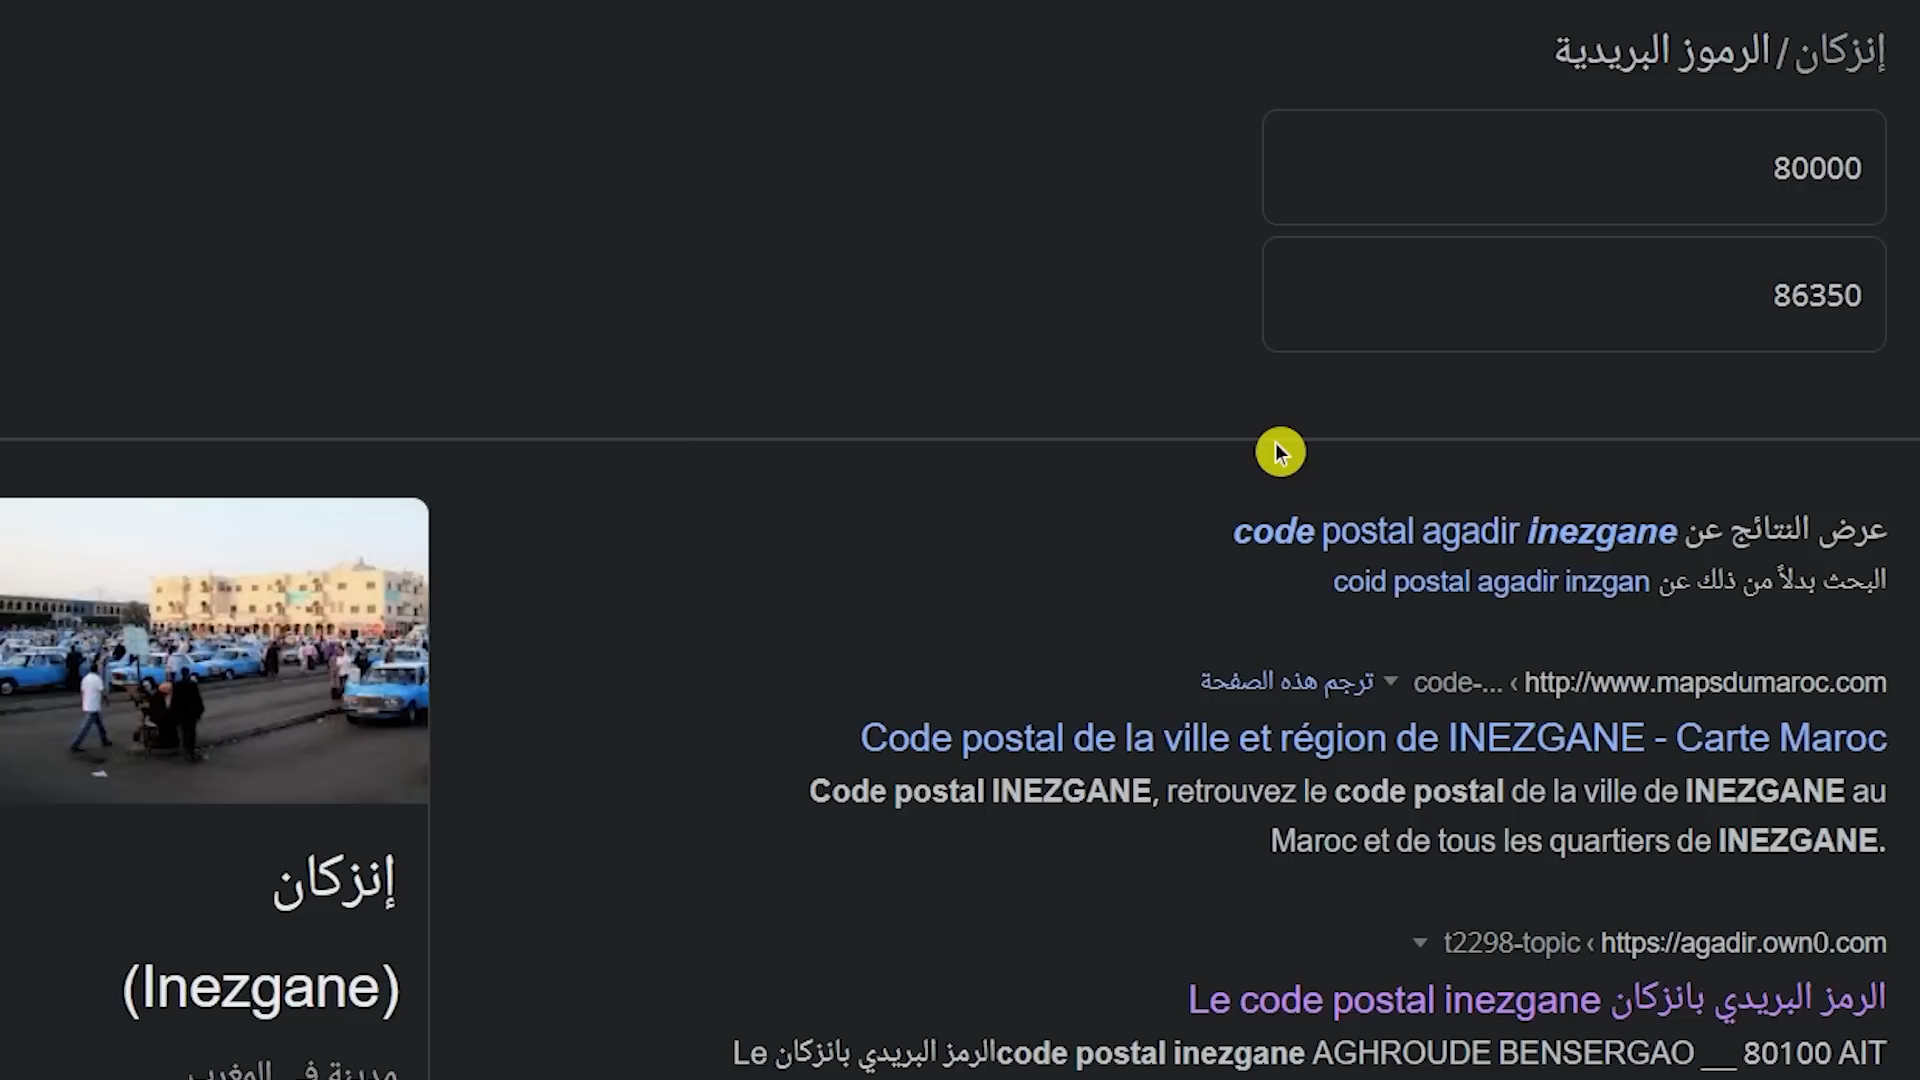 إنزكان / الرموز البريدية
80000
86350
عرض النتائج عن code postal agadir inezgane
البحث بدلاً من ذلك عن coid postal agadir inzgan
http://www.mapsdumaroc.com › code-... ترجم هذه الصفحة
Code postal de la ville et région de INEZGANE - Carte Maroc
Code postal INEZGANE, retrouvez le code postal de la ville de INEZGANE au
Maroc et de tous les quartiers de INEZGANE.
https://agadir.own0.com › t2298-topic
الرمز البريدي بانزكان Le code postal inezgane
Le الرمز البريدي بانزكانcode postal inezgane AGHROUDE BENSERGAO __ 80100 AIT
إنزكان
(Inezgane)
مدينة في المغرب